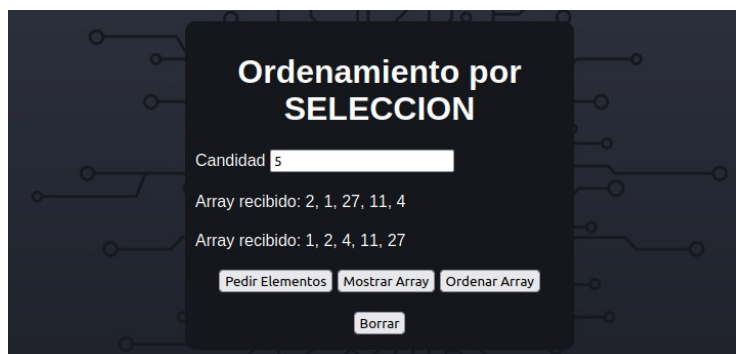 Ordenamiento por
SELECCION
Candidad 5
Array recibido: 2, 1, 27, 11, 4
Array recibido: 1, 2, 4, 11, 27
Pedir Elementos Mostrar Array Ordenar Array
Borrar